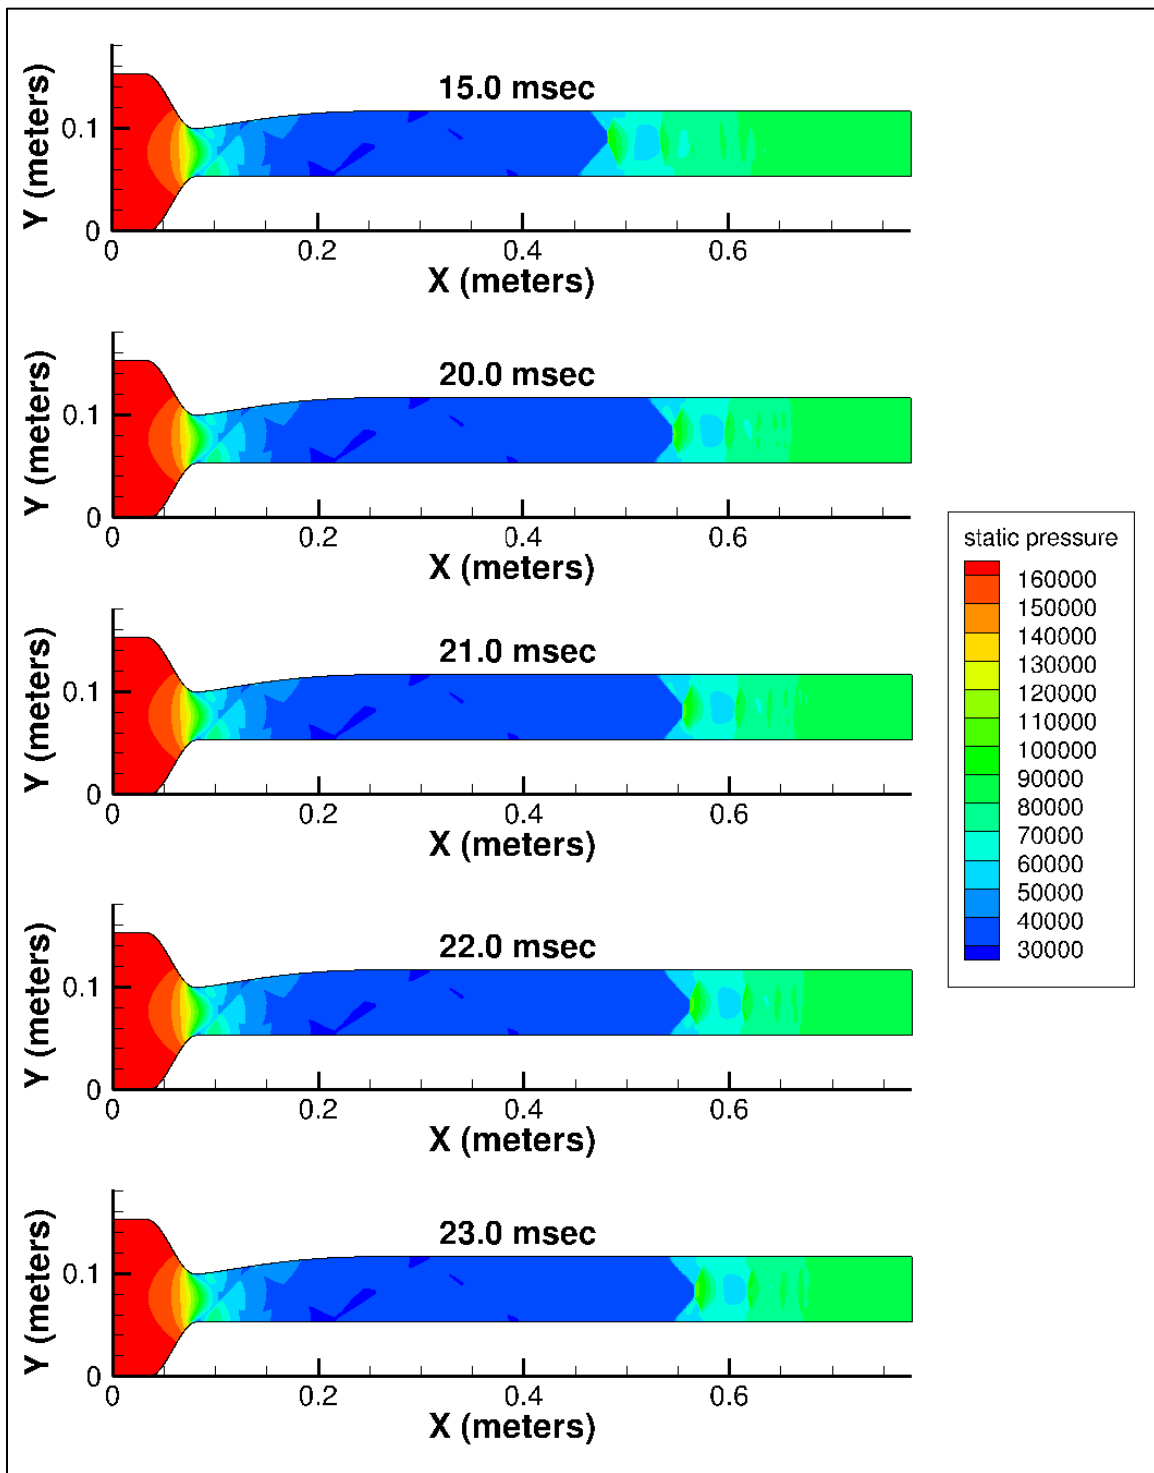 15.0 msec
Y (meters)
0.1
0
0 0.2 0.4 0.6
X (meters)
20.0 msec
Y (meters)
0.1
0
0 0.2 0.4 0.6
X (meters)
21.0 msec
Y (meters)
0.1
0
0 0.2 0.4 0.6
X (meters)
22.0 msec
Y (meters)
0.1
0
0 0.2 0.4 0.6
X (meters)
23.0 msec
Y (meters)
0.1
0
0 0.2 0.4 0.6
X (meters)
static pressure
160000
150000
140000
130000
120000
110000
100000
90000
80000
70000
60000
50000
40000
30000